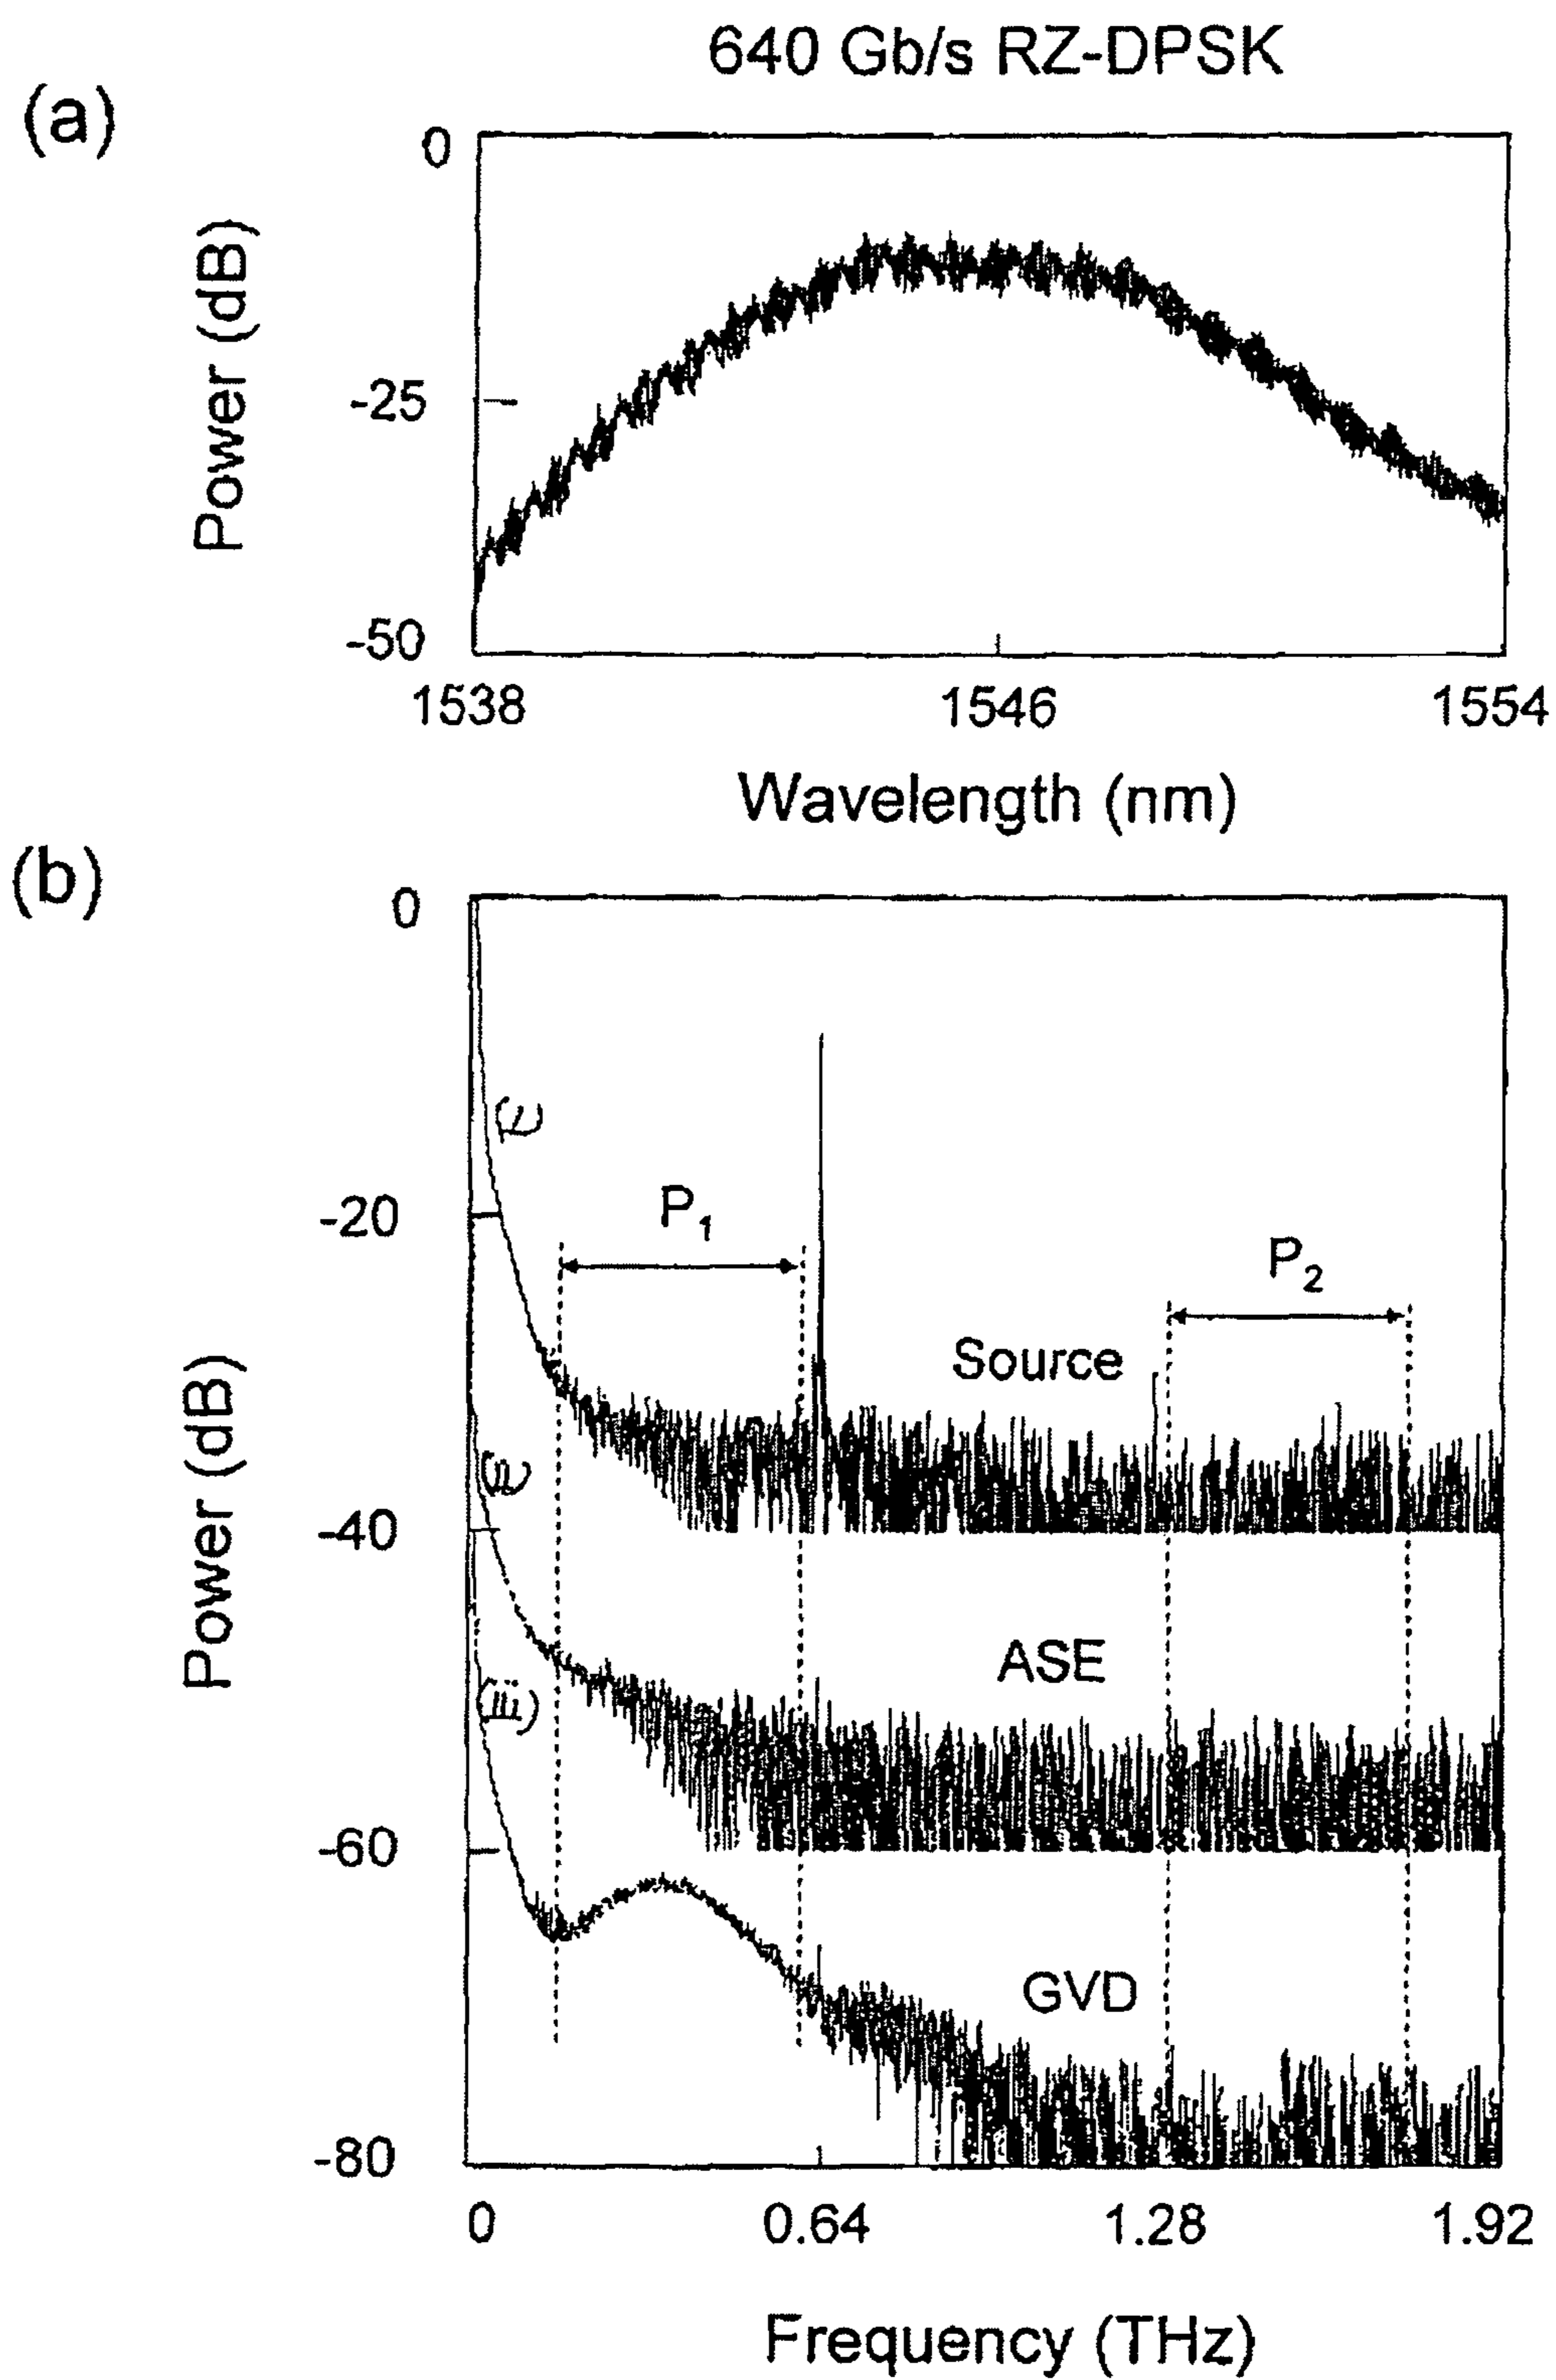 640 Gb/s RZ-DPSK
(a)
0
Power (dB)
-25
-50
1538 1546 1554
Wavelength (nm)
(b)
0
(i)
-20
P₁
P₂
Source
Power (dB)
(ii)
-40
ASE
(iii)
-60
GVD
-80
0 0.64 1.28 1.92
Frequency (THz)